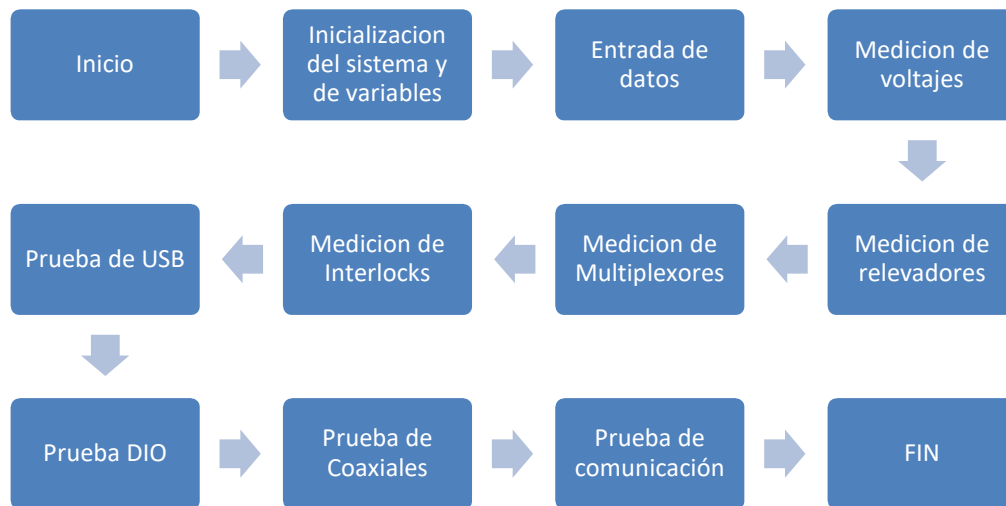 Inicio
Inicializacion
del sistema y
de variables
Entrada de
datos
Medicion de
voltajes
Medicion de
relevadores
Medicion de
Multiplexores
Medicion de
Interlocks
Prueba de USB
Prueba DIO
Prueba de
Coaxiales
Prueba de
comunicación
FIN